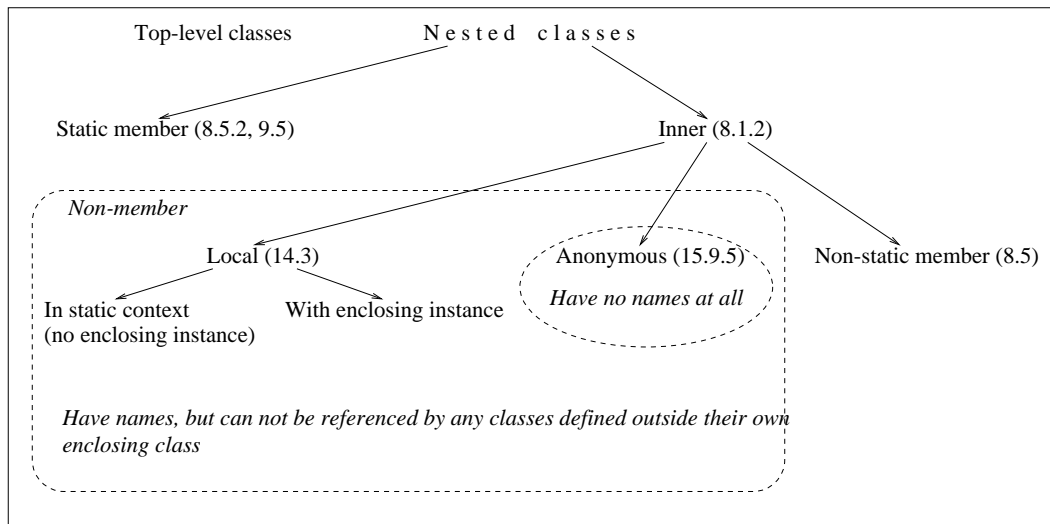 Top-level classes
Nested classes
Static member (8.5.2, 9.5)
Inner (8.1.2)
Non-member
Local (14.3)
Anonymous (15.9.5)
Non-static member (8.5)
Have no names at all
In static context
(no enclosing instance)
With enclosing instance
Have names, but can not be referenced by any classes defined outside their own
enclosing class